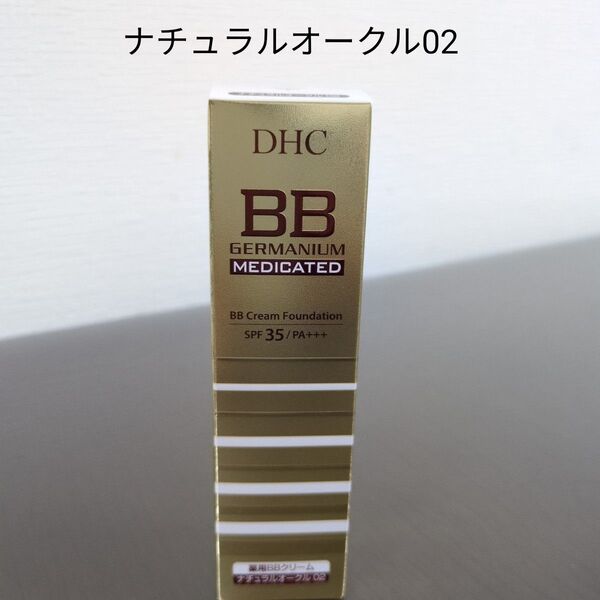 ナチュラルオークル02
DHC
BB
GERMANIUM
MEDICATED
BB Cream Foundation
SPF 35/PA+++
薬用BBクリーム
ナチュラルオークル 02